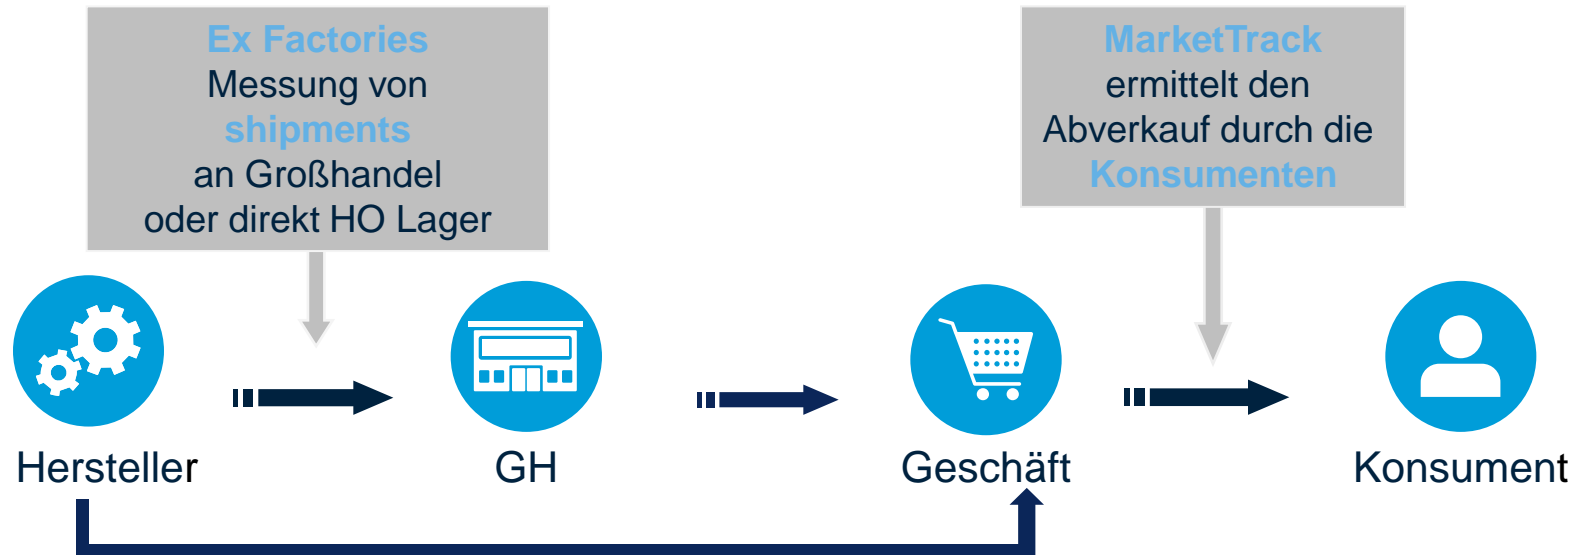 Ex Factories
Messung von
shipments
an Großhandel
oder direkt HO Lager
MarketTrack
ermittelt den
Abverkauf durch die
Konsumenten
Hersteller
GH
Geschäft
Konsument